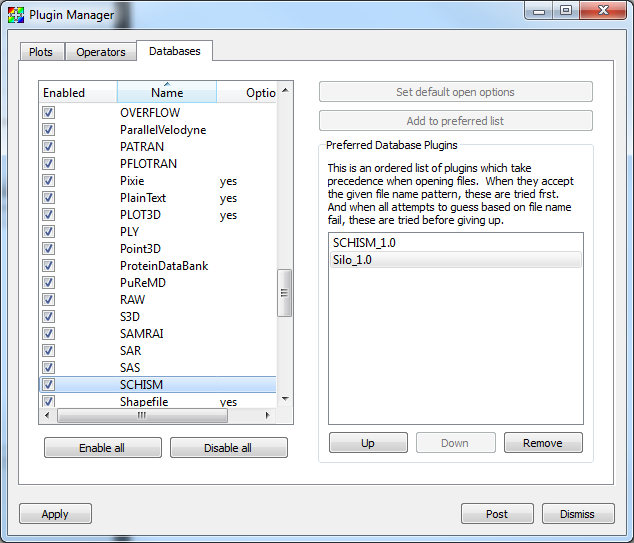 Plugin Manager
Plots Operators Databases
Enabled Name Optio
OVERFLOW
ParallelVelodyne
PATRAN
PFLOTRAN
Pixie yes
PlainText yes
PLOT3D yes
PLY
Point3D
ProteinDataBank
PuReMD
RAW
S3D
SAMRAI
SAR
SAS
SCHISM
Shapefile yes
Enable all Disable all
Set default open options
Add to preferred list
Preferred Database Plugins
This is an ordered list of plugins which take
precedence when opening files. When they accept
the given file name pattern, these are tried frst.
And when all attempts to guess based on file name
fail, these are tried before giving up.
SCHISM_1.0
Silo_1.0
Up Down Remove
Apply Post Dismiss